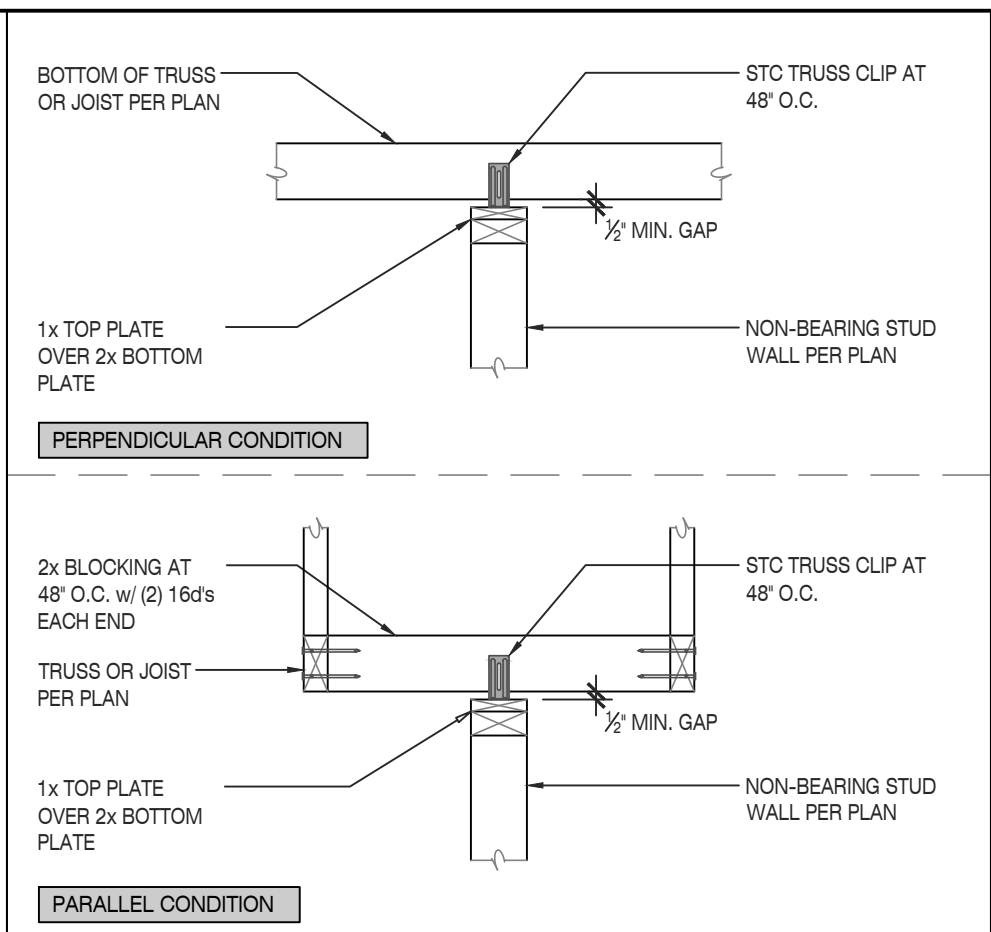 BOTTOM OF TRUSS
OR JOIST PER PLAN
STC TRUSS CLIP AT
48" O.C.
½" MIN. GAP
1x TOP PLATE
OVER 2x BOTTOM
PLATE
NON-BEARING STUD
WALL PER PLAN
PERPENDICULAR CONDITION
2x BLOCKING AT
48" O.C. w/ (2) 16d's
EACH END
STC TRUSS CLIP AT
48" O.C.
TRUSS OR JOIST
PER PLAN
½" MIN. GAP
1x TOP PLATE
OVER 2x BOTTOM
PLATE
NON-BEARING STUD
WALL PER PLAN
PARALLEL CONDITION